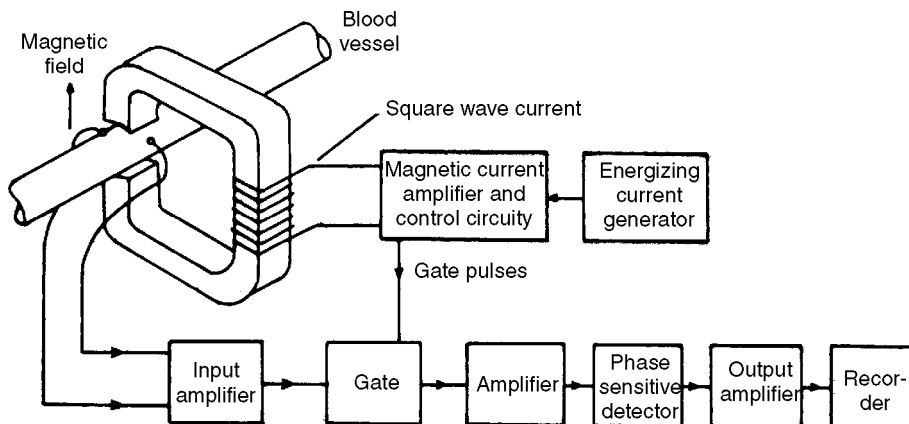 Blood
vessel
Magnetic
field
Square wave current
Magnetic current
amplifier and
control circuity
Energizing
current
generator
Gate pulses
Input
amplifier
Gate
Amplifier
Phase
sensitive
detector
Output
amplifier
Recor-
der